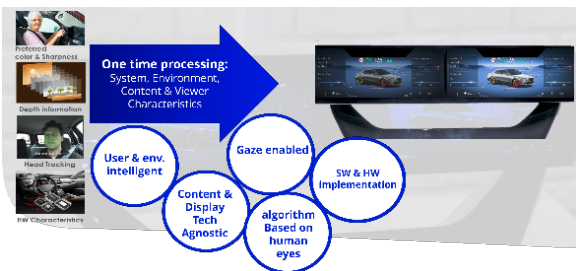 Preferred
color & Sharpness
Depth information
Head Tracking
HW Characteristics
One time processing:
System, Environment,
Content & Viewer
Characteristics
User & env.
intelligent
Content &
Display
Tech
Agnostic
Gaze enabled
algorithm
Based on
human
eyes
SW & HW
Implementation